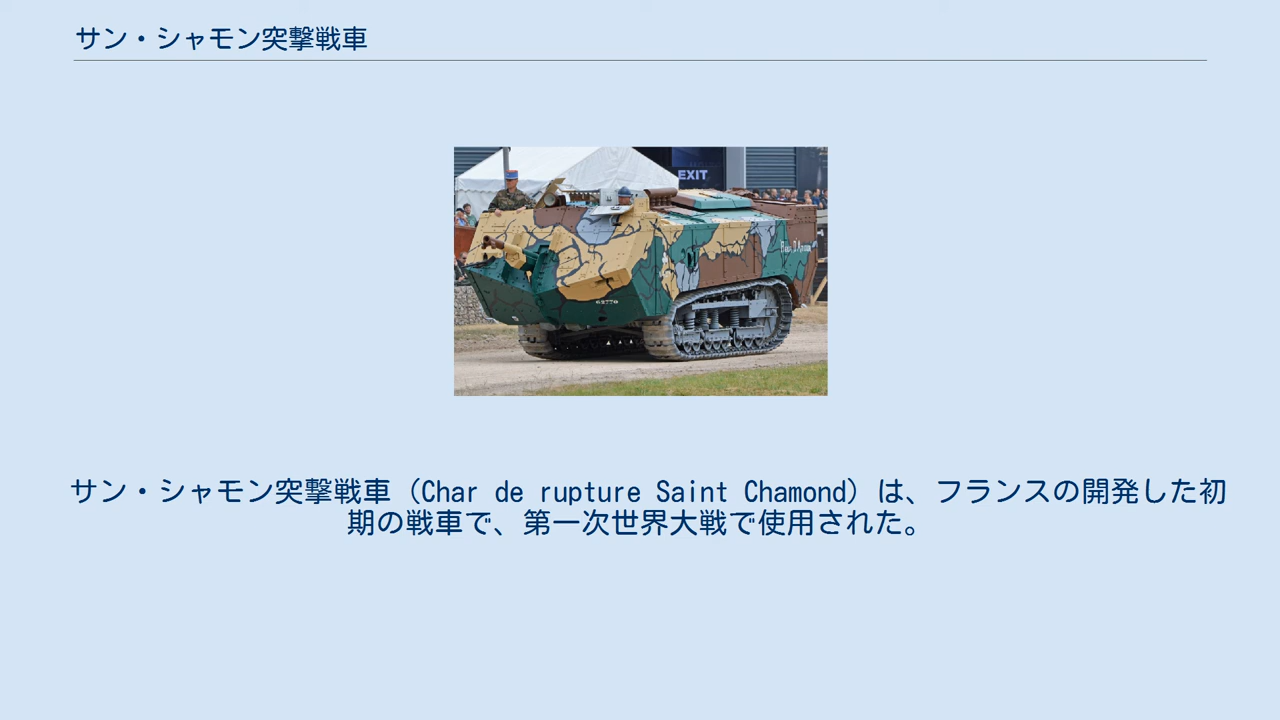 サン・シャモン突撃戦車
EXIT
62770
サン・シャモン突撃戦車（Char de rupture Saint Chamond）は、フランスの開発した初
期の戦車で、第一次世界大戦で使用された。